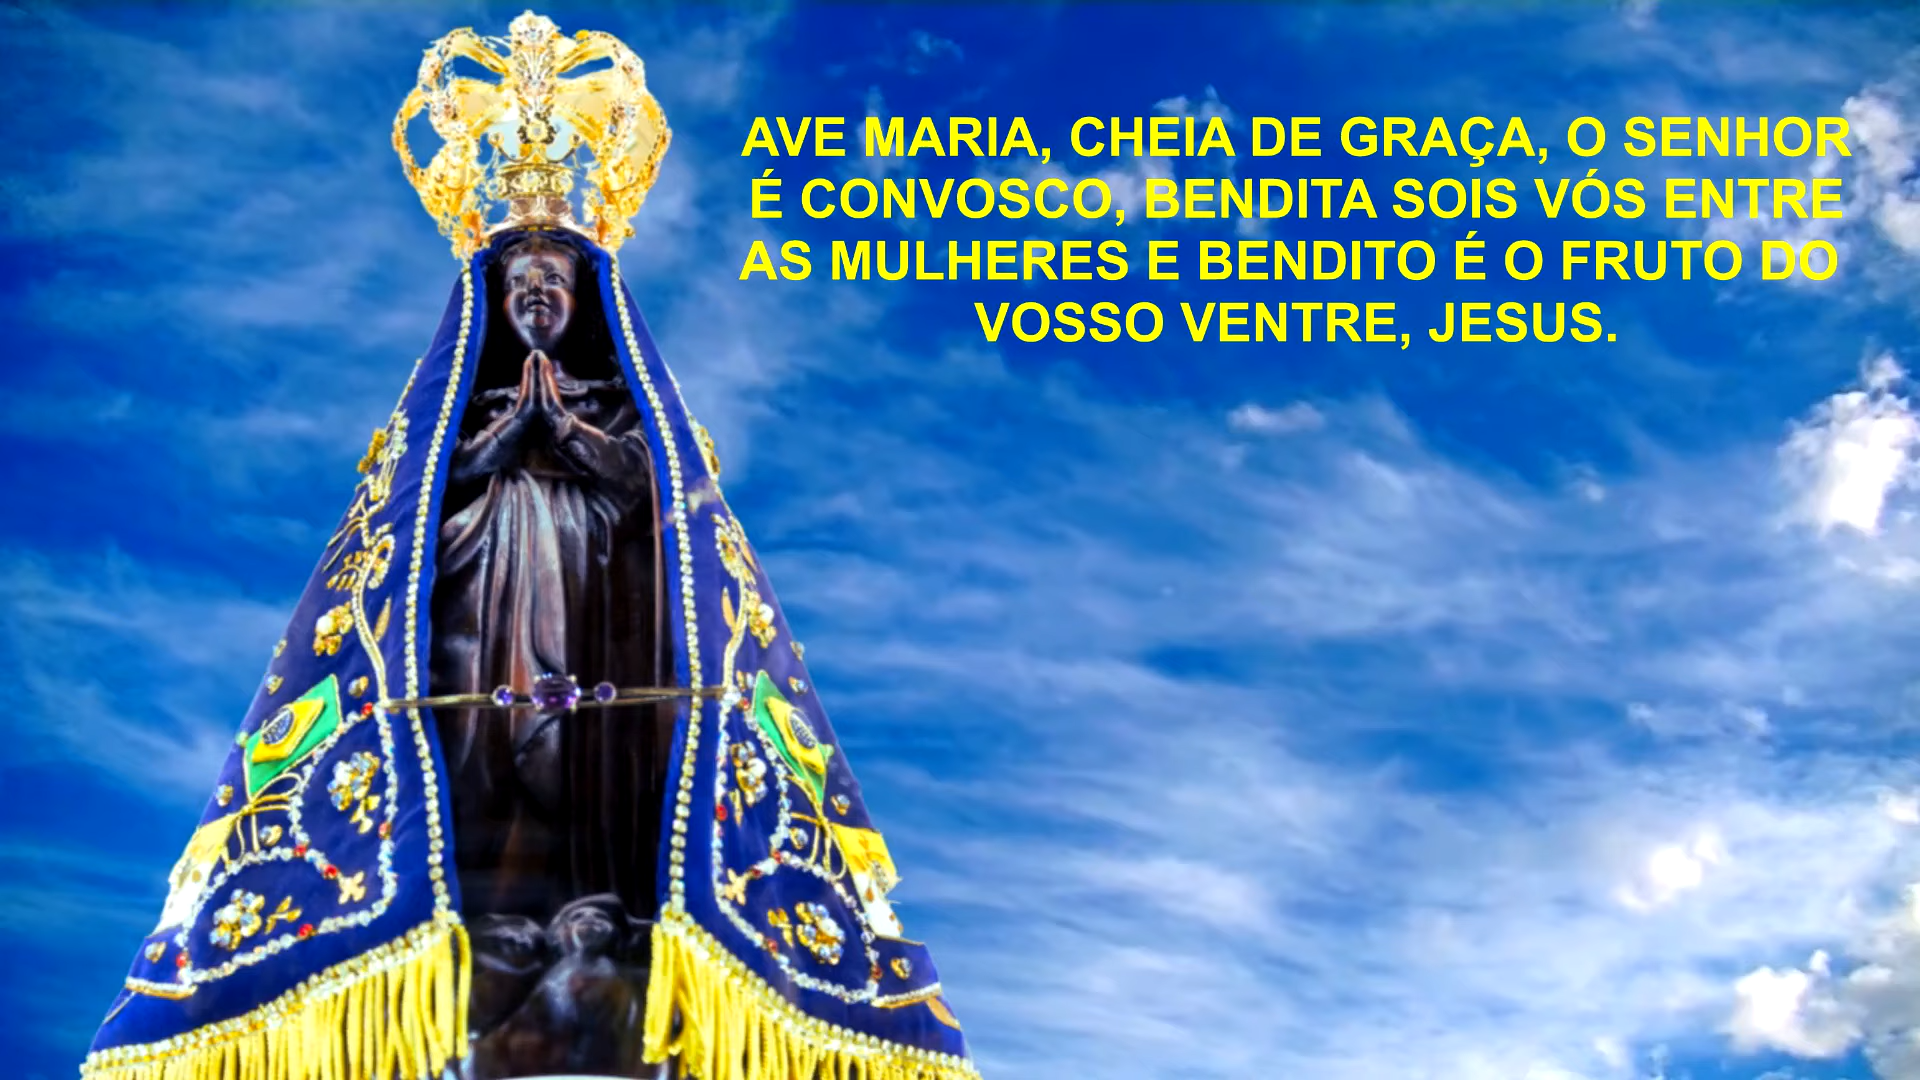 AVE MARIA, CHEIA DE GRAÇA, O SENHOR
É CONVOSCO, BENDITA SOIS VÓS ENTRE
AS MULHERES E BENDITO É O FRUTO DO
VOSSO VENTRE, JESUS.